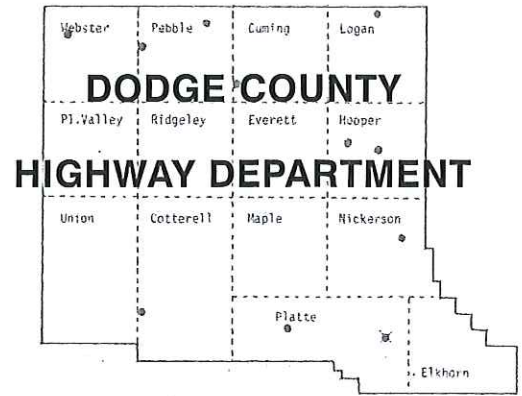 Webster Pebble Cuming Logan
DODGE COUNTY
Pl.Valley Ridgeley Everett Hooper
HIGHWAY DEPARTMENT
Union Cotterell Maple Nickerson
Platte
Elkhorn